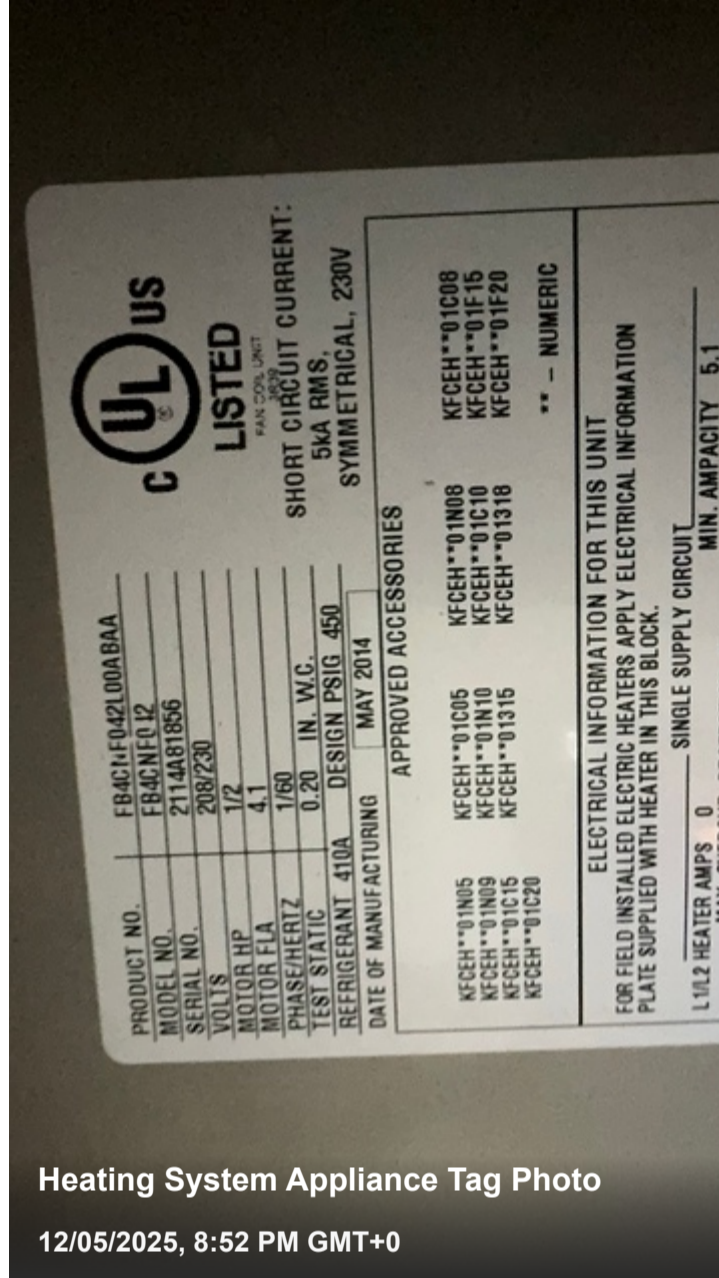 PRODUCT NO. FB4CNF042L00ABAA
MODEL NO. FB4CNF042
SERIAL NO. 2114A81856
VOLTS 208/230
MOTOR HP 1/2
MOTOR FLA 4.1
PHASE/HERTZ 1/60
TEST STATIC 0.20 IN. W.C.
REFRIGERANT 410A DESIGN PSIG 450
DATE OF MANUFACTURING MAY 2014
C UL US
LISTED
FAN COIL UNIT
SHORT CIRCUIT CURRENT:
5kA RMS,
SYMMETRICAL, 230V
APPROVED ACCESSORIES
KFCEH**01N05 KFCEH**01C05 KFCEH**01N08 KFCEH**01C08
KFCEH**01N09 KFCEH**01N10 KFCEH**01C10 KFCEH**01F15
KFCEH**01C15 KFCEH**01315 KFCEH**01318 KFCEH**01F20
KFCEH**01C20
** – NUMERIC
ELECTRICAL INFORMATION FOR THIS UNIT
FOR FIELD INSTALLED ELECTRIC HEATERS APPLY ELECTRICAL INFORMATION
PLATE SUPPLIED WITH HEATER IN THIS BLOCK.
SINGLE SUPPLY CIRCUIT
L1/L2 HEATER AMPS 0 MIN. AMPACITY 5.1
Heating System Appliance Tag Photo
12/05/2025, 8:52 PM GMT+0